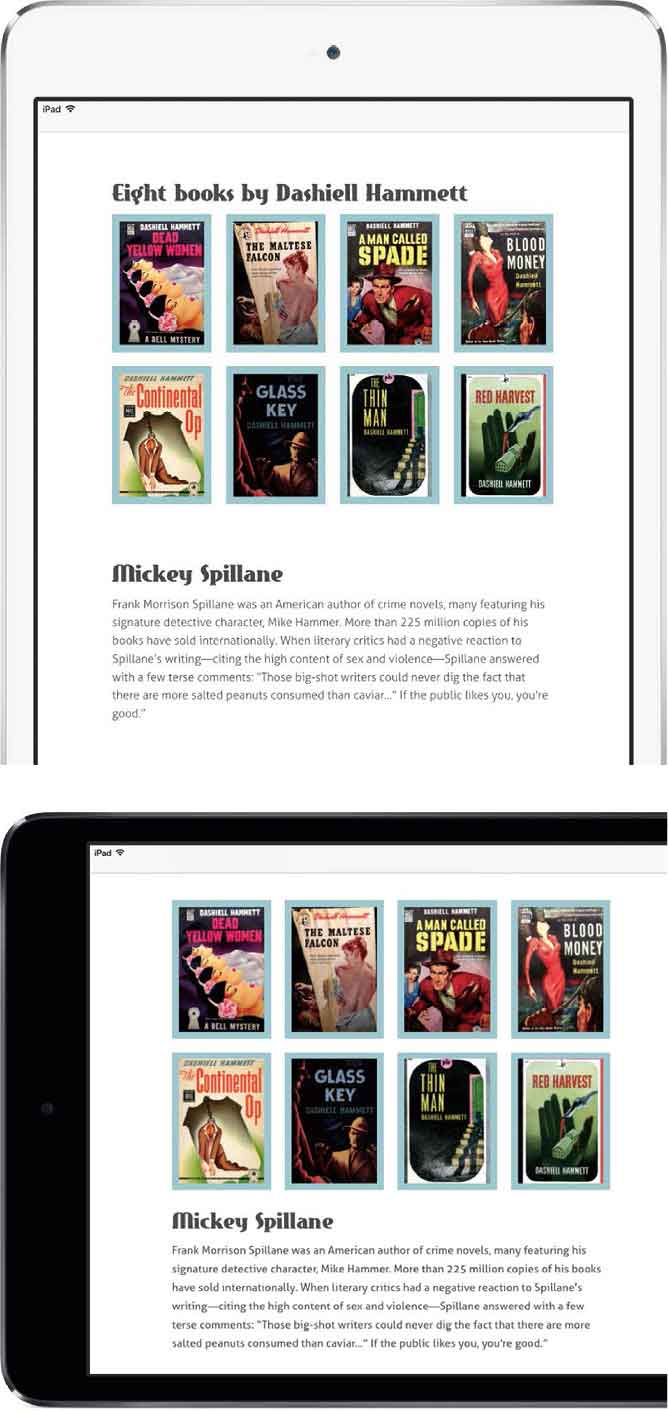 iPad
Eight books by Dashiell Hammett
DASHIELL HAMMETT
DEAD
YELLOW WOMEN
A DELL MYSTERY
Dashiell Hammett
THE MALTESE
FALCON
DASHIELL HAMMETT
A MAN CALLED
SPADE
25¢
BLOOD
MONEY
Dashiell
Hammett
DASHIELL HAMMETT
The Continental
Op
GLASS
KEY
DASHIELL HAMMETT
THE
THIN
MAN
DASHIELL HAMMETT
RED HARVEST
DASHIELL HAMMETT
Mickey Spillane
Frank Morrison Spillane was an American author of crime novels, many featuring his
signature detective character, Mike Hammer. More than 225 million copies of his
books have sold internationally. When literary critics had a negative reaction to
Spillane's writing—citing the high content of sex and violence—Spillane answered
with a few terse comments: "Those big-shot writers could never dig the fact that
there are more salted peanuts consumed than caviar..." If the public likes you, you're
good."
iPad
DASHIELL HAMMETT
DEAD
YELLOW WOMEN
A DELL MYSTERY
Dashiell Hammett
THE MALTESE
FALCON
DASHIELL HAMMETT
A MAN CALLED
SPADE
BLOOD
MONEY
Dashiell
Hammett
DASHIELL HAMMETT
The Continental
Op
GLASS
KEY
DASHIELL HAMMETT
THE
THIN
MAN
DASHIELL HAMMETT
RED HARVEST
DASHIELL HAMMETT
Mickey Spillane
Frank Morrison Spillane was an American author of crime novels, many featuring his
signature detective character, Mike Hammer. More than 225 million copies of his books
have sold internationally. When literary critics had a negative reaction to Spillane's
writing—citing the high content of sex and violence—Spillane answered with a few
terse comments: "Those big-shot writers could never dig the fact that there are more
salted peanuts consumed than caviar..." If the public likes you, you're good."